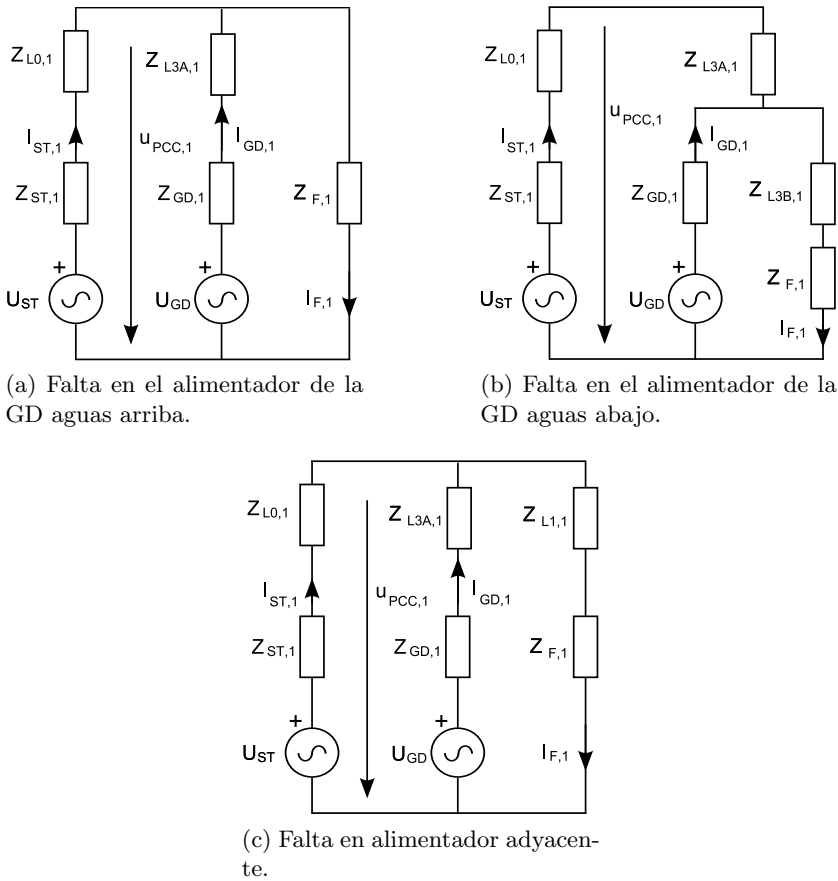 Z L0,1
Z L3A,1
I ST,1
u PCC,1
I GD,1
Z ST,1
Z GD,1
Z F,1
+
+
U ST
U GD
I F,1
(a) Falta en el alimentador de la
GD aguas arriba.
Z L0,1
Z L3A,1
u PCC,1
I ST,1
I GD,1
Z ST,1
Z GD,1
Z L3B,1
+
+
Z F,1
U ST
U GD
I F,1
(b) Falta en el alimentador de la
GD aguas abajo.
Z L0,1
Z L3A,1
Z L1,1
I ST,1
u PCC,1
I GD,1
Z ST,1
Z GD,1
Z F,1
+
+
U ST
U GD
I F,1
(c) Falta en alimentador adyacen-
te.